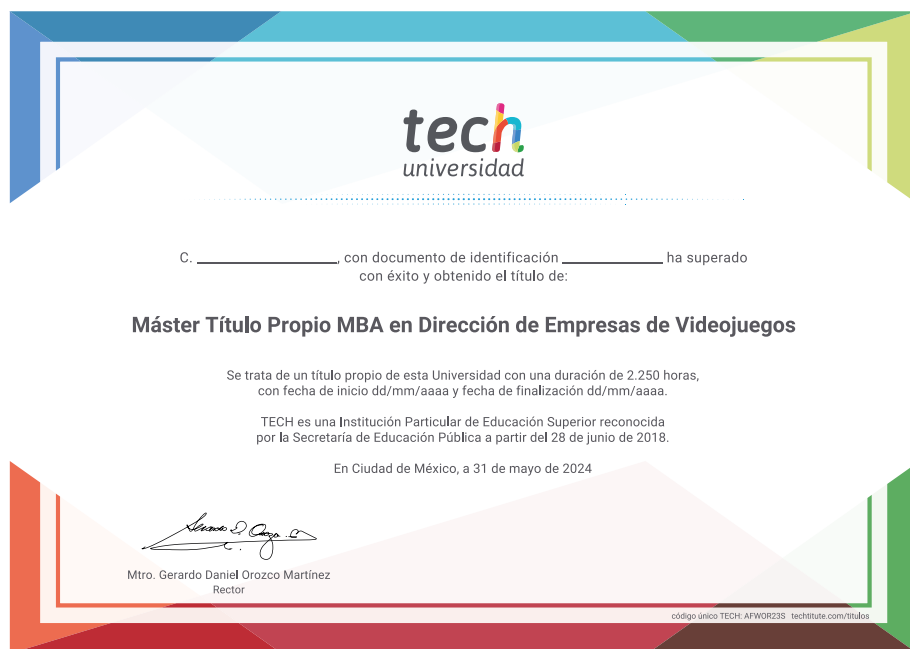 tech
universidad
C. ____________, con documento de identificación ____________ ha superado
con éxito y obtenido el título de:
Máster Título Propio MBA en Dirección de Empresas de Videojuegos
Se trata de un título propio de esta Universidad con una duración de 2.250 horas,
con fecha de inicio dd/mm/aaaa y fecha de finalización dd/mm/aaaa.
TECH es una Institución Particular de Educación Superior reconocida
por la Secretaría de Educación Pública a partir del 28 de junio de 2018.
En Ciudad de México, a 31 de mayo de 2024
Mtro. Gerardo Daniel Orozco Martínez
Rector
código único TECH: AFWOR23S techtitute.com/titulos